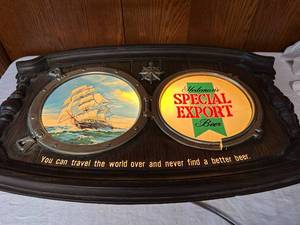 Heileman's
SPECIAL
EXPORT
Beer
You can travel the world over and never find a better beer.